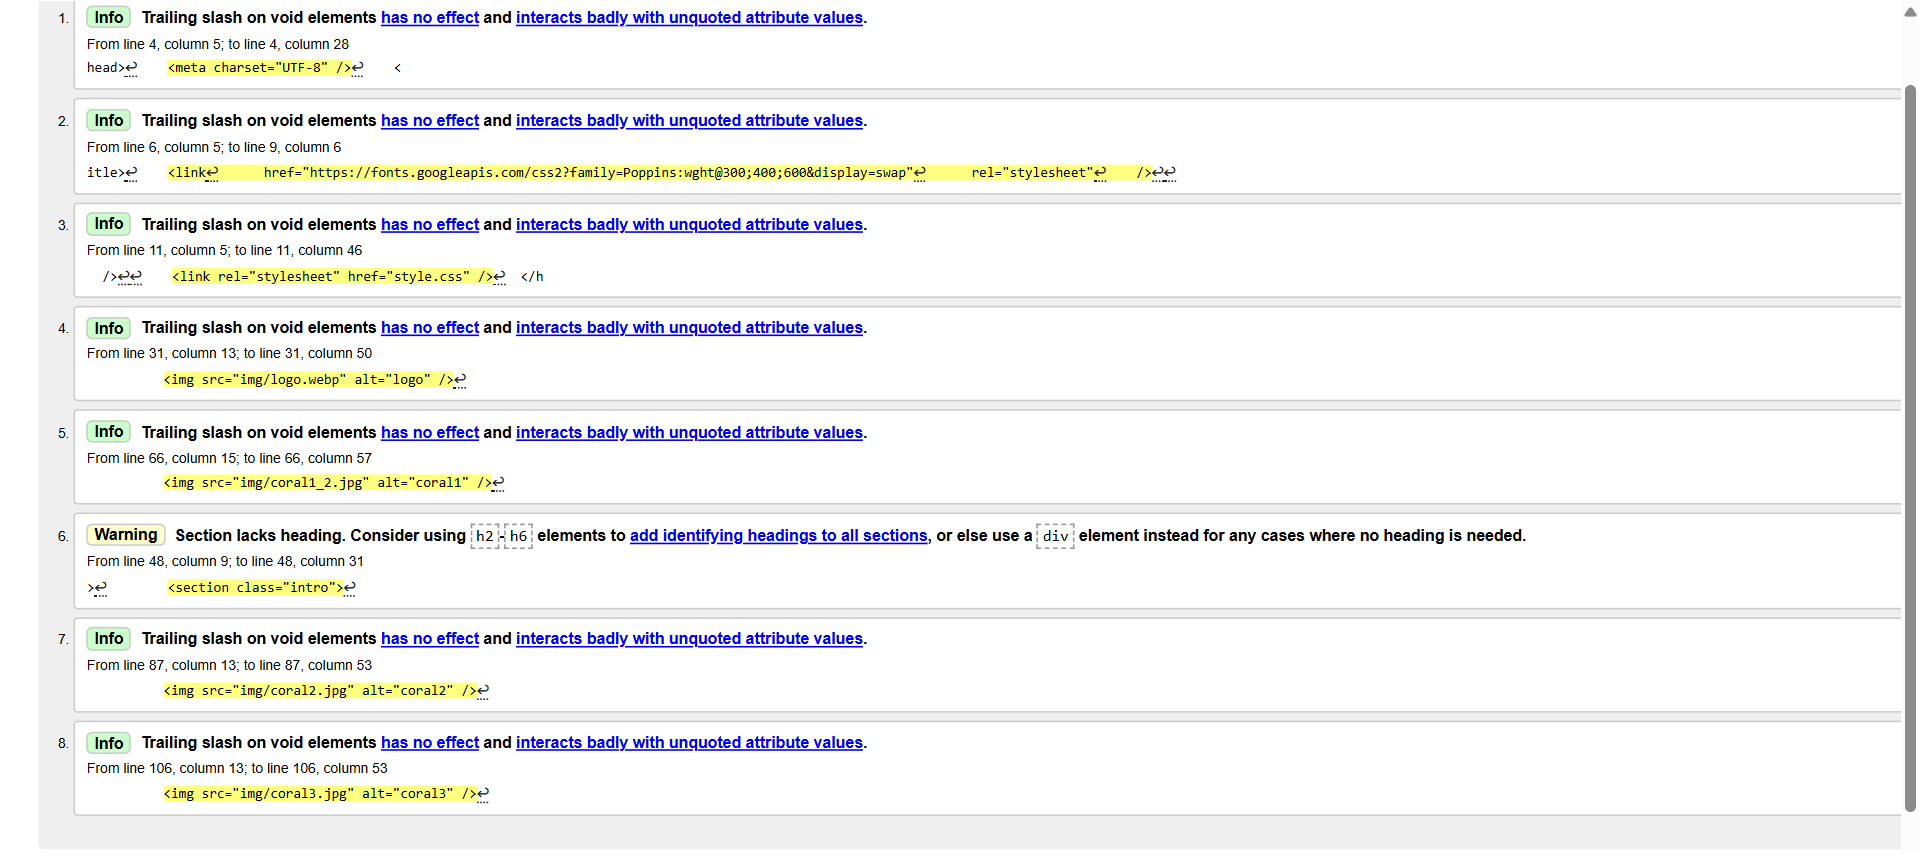 1. Info Trailing slash on void elements has no effect and interacts badly with unquoted attribute values.
From line 4, column 5; to line 4, column 28
head>↩    <meta charset="UTF-8" />↩    <
2. Info Trailing slash on void elements has no effect and interacts badly with unquoted attribute values.
From line 6, column 5; to line 9, column 6
itle>↩    <link↩      href="https://fonts.googleapis.com/css2?family=Poppins:wght@300;400;600&display=swap"↩      rel="stylesheet"↩    />↩↩
3. Info Trailing slash on void elements has no effect and interacts badly with unquoted attribute values.
From line 11, column 5; to line 11, column 46
  />↩↩    <link rel="stylesheet" href="style.css" />↩  </h
4. Info Trailing slash on void elements has no effect and interacts badly with unquoted attribute values.
From line 31, column 13; to line 31, column 50
<img src="img/logo.webp" alt="logo" />↩
5. Info Trailing slash on void elements has no effect and interacts badly with unquoted attribute values.
From line 66, column 15; to line 66, column 57
<img src="img/coral1_2.jpg" alt="coral1" />↩
6. Warning Section lacks heading. Consider using h2-h6 elements to add identifying headings to all sections, or else use a div element instead for any cases where no heading is needed.
From line 48, column 9; to line 48, column 31
>↩        <section class="intro">↩
7. Info Trailing slash on void elements has no effect and interacts badly with unquoted attribute values.
From line 87, column 13; to line 87, column 53
<img src="img/coral2.jpg" alt="coral2" />↩
8. Info Trailing slash on void elements has no effect and interacts badly with unquoted attribute values.
From line 106, column 13; to line 106, column 53
<img src="img/coral3.jpg" alt="coral3" />↩